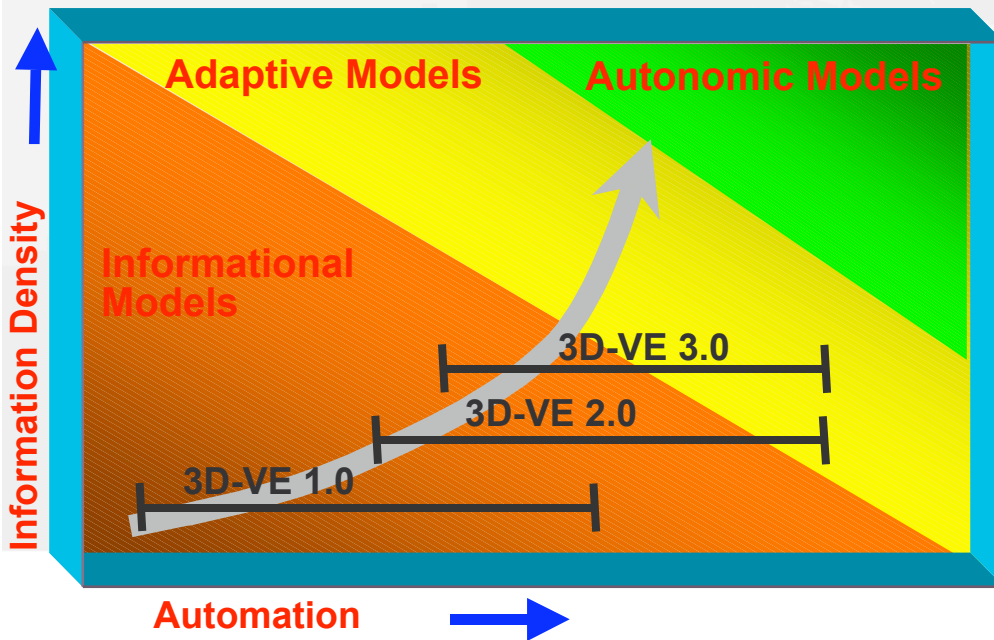 Adaptive Models
Autonomic Models
Information Density
Informational
Models
3D-VE 3.0
3D-VE 2.0
3D-VE 1.0
Automation